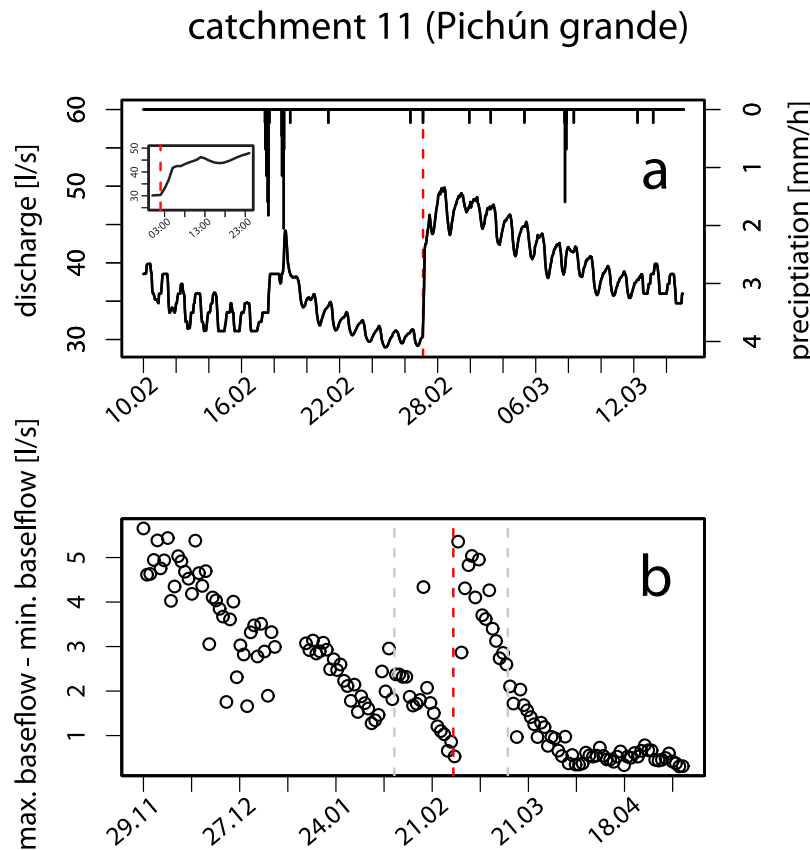 catchment 11 (Pichún grande)
discharge [l/s]
60
50
40
30
50
40
30
03:00 13:00 23:00
a
0
1
2
3
4
preciptiation [mm/h]
10.02 16.02 22.02 28.02 06.03 12.03
max. baseflow - min. baselflow [l/s]
5
4
3
2
1
b
29.11 27.12 24.01 21.02 21.03 18.04